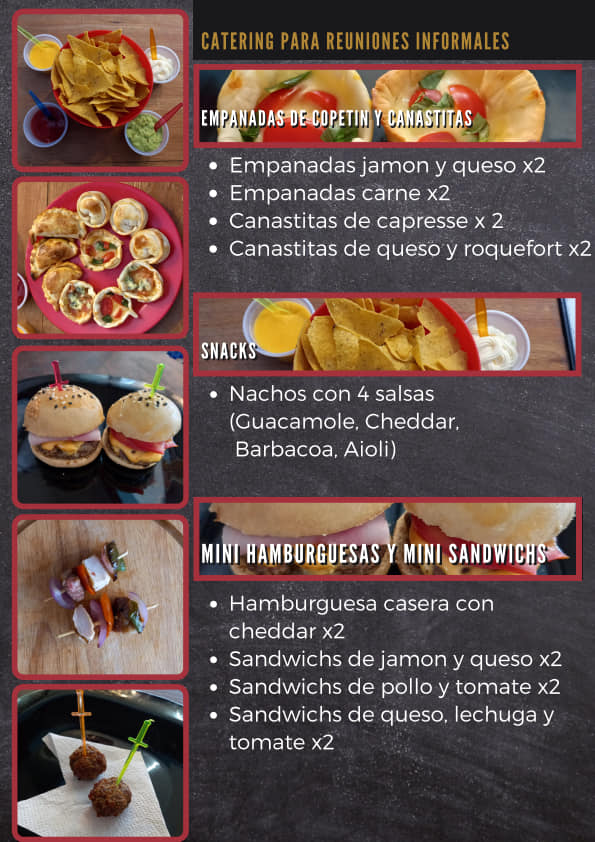 CATERING PARA REUNIONES INFORMALES
EMPANADAS DE COPETIN Y CANASTITAS
• Empanadas jamon y queso x2
• Empanadas carne x2
• Canastitas de capresse x 2
• Canastitas de queso y roquefort x2
SNACKS
• Nachos con 4 salsas
(Guacamole, Cheddar,
Barbacoa, Aioli)
MINI HAMBURGUESAS Y MINI SANDWICHS
• Hamburguesa casera con
cheddar x2
• Sandwichs de jamon y queso x2
• Sandwichs de pollo y tomate x2
• Sandwichs de queso, lechuga y
tomate x2